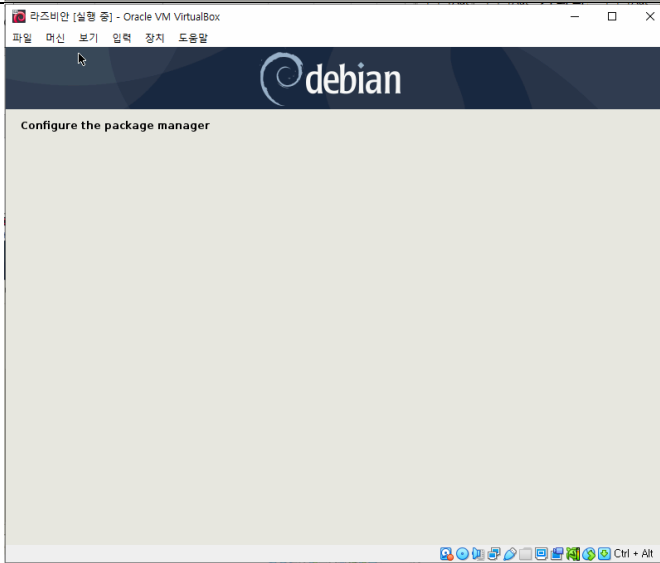 라즈비안 [실행 중] - Oracle VM VirtualBox
파일 머신 보기 입력 장치 도움말
debian
Configure the package manager
Ctrl + Alt